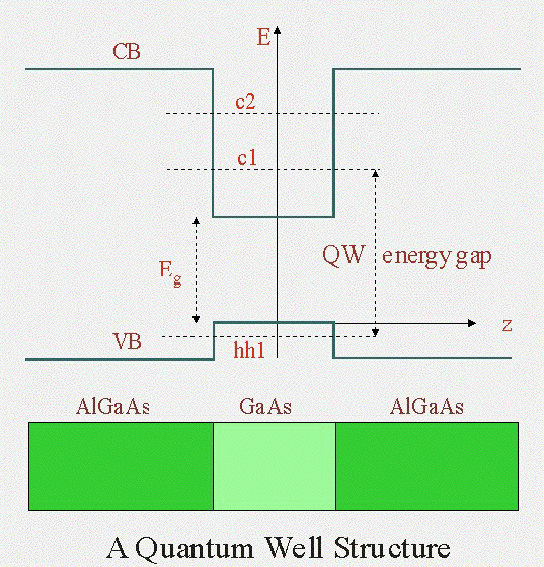 E
CB
c2
c1
QW energy gap
Eg
z
VB
hh1
AlGaAs GaAs AlGaAs
A Quantum Well Structure